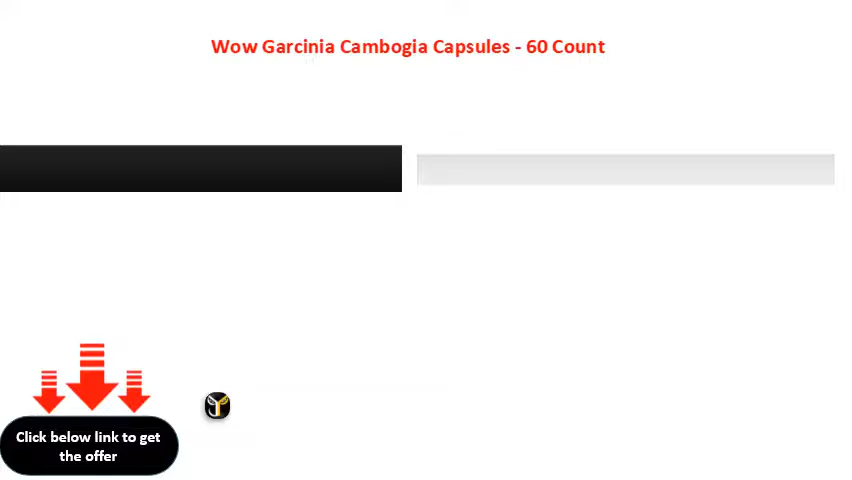 Wow Garcinia Cambogia Capsules - 60 Count
Click below link to get
the offer